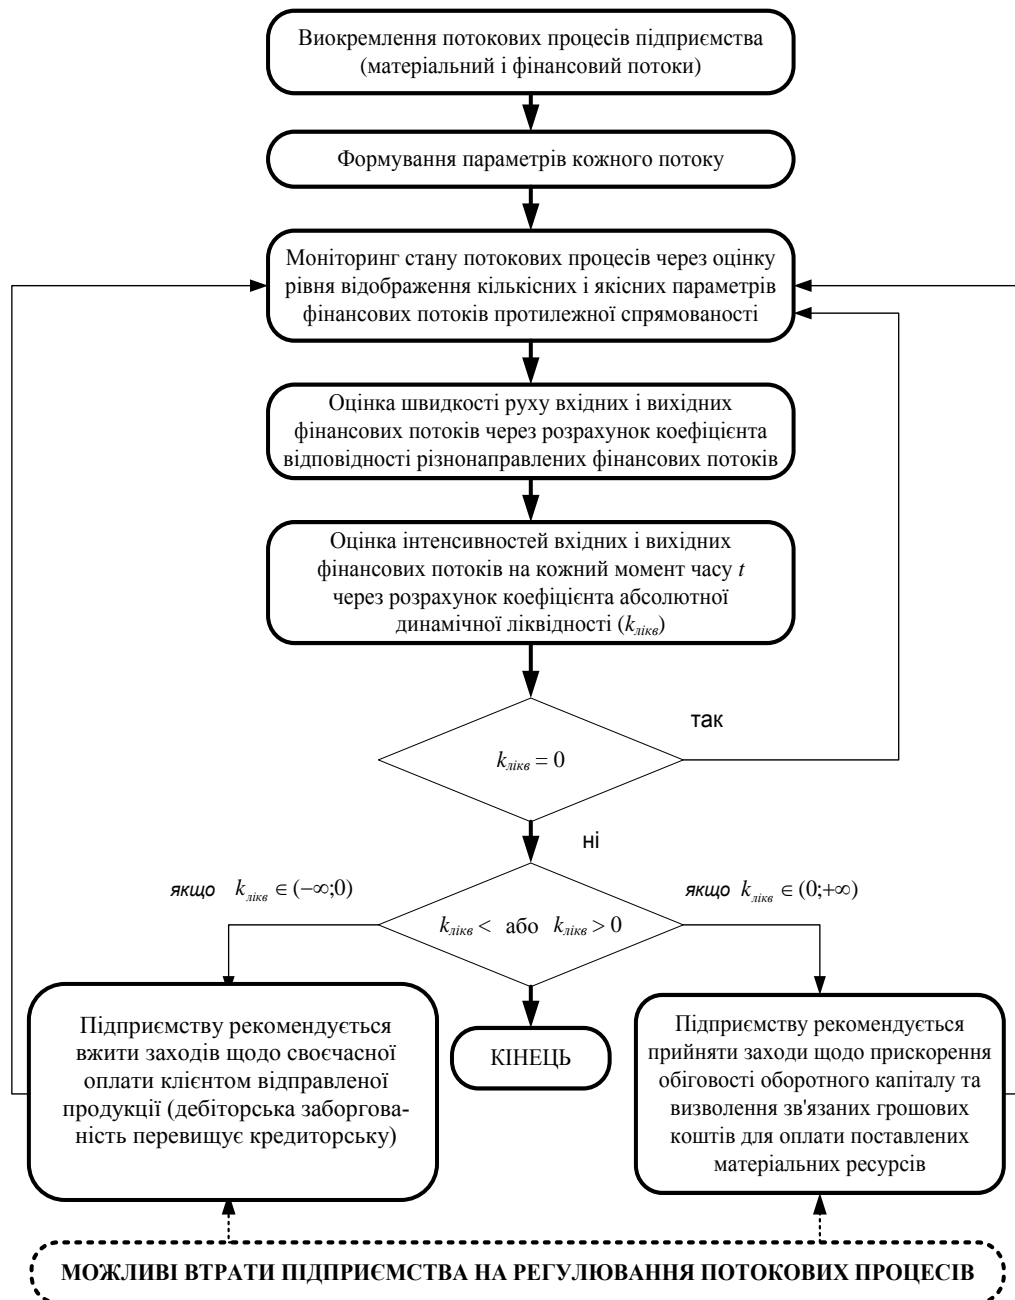 Виокремлення потокових процесів підприємства
(матеріальний і фінансовий потоки)
Формування параметрів кожного потоку
Моніторинг стану потокових процесів через оцінку
рівня відображення кількісних і якісних параметрів
фінансових потоків протилежної спрямованості
Оцінка швидкості руху вхідних і вихідних
фінансових потоків через розрахунок коефіцієнта
відповідності різнонаправлених фінансових потоків
Оцінка інтенсивностей вхідних і вихідних
фінансових потоків на кожний момент часу t
через розрахунок коефіцієнта абсолютної
динамічної ліквідності (kлікв)
так
kлікв = 0
ні
якщо kлікв ∈ (−∞;0)
якщо kлікв ∈ (0;+∞)
kлікв < або kлікв > 0
Підприємству рекомендується
вжити заходів щодо своєчасної
оплати клієнтом відправленої
продукції (дебіторська заборгова-
ність перевищує кредиторську)
КІНЕЦЬ
Підприємству рекомендується
прийняти заходи щодо прискорення
обіговості оборотного капіталу та
визволення зв'язаних грошових
коштів для оплати поставлених
матеріальних ресурсів
МОЖЛИВІ ВТРАТИ ПІДПРИЄМСТВА НА РЕГУЛЮВАННЯ ПОТОКОВИХ ПРОЦЕСІВ